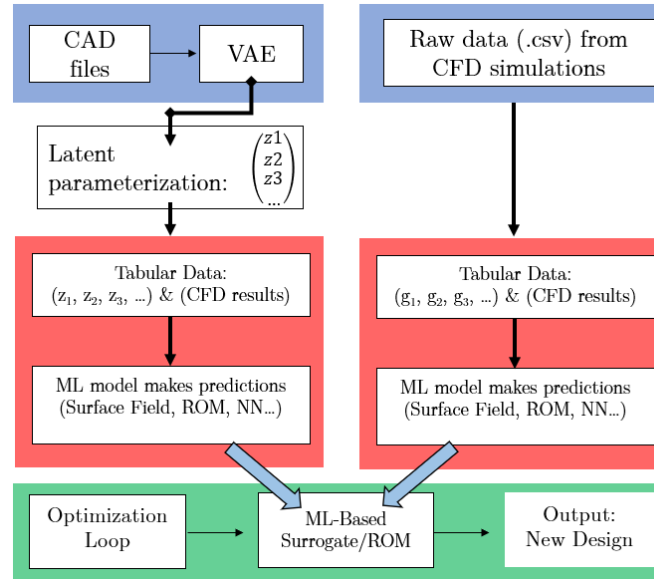 CAD
files
VAE
Raw data (.csv) from
CFD simulations
Latent
parameterization:
z1
z2
z3
...
Tabular Data:
(z₁, z₂, z₃, ...) & (CFD results)
ML model makes predictions
(Surface Field, ROM, NN...)
Tabular Data:
(g₁, g₂, g₃, ...) & (CFD results)
ML model makes predictions
(Surface Field, ROM, NN...)
Optimization
Loop
ML-Based
Surrogate/ROM
Output:
New Design